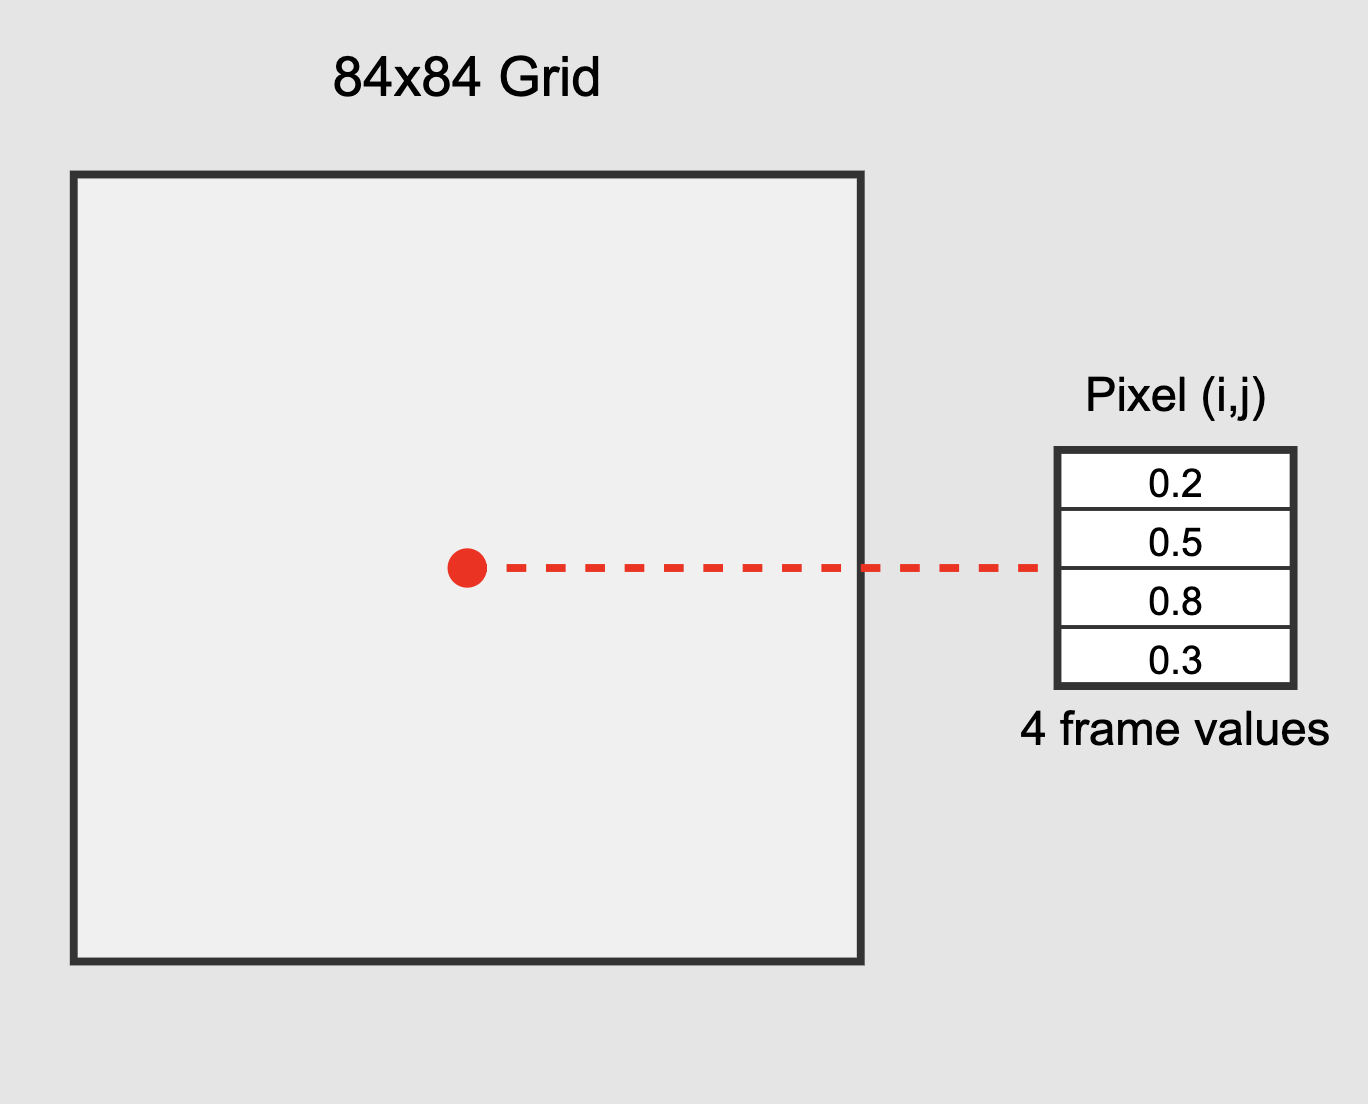 84x84 Grid
Pixel (i,j)
0.2
0.5
0.8
0.3
4 frame values